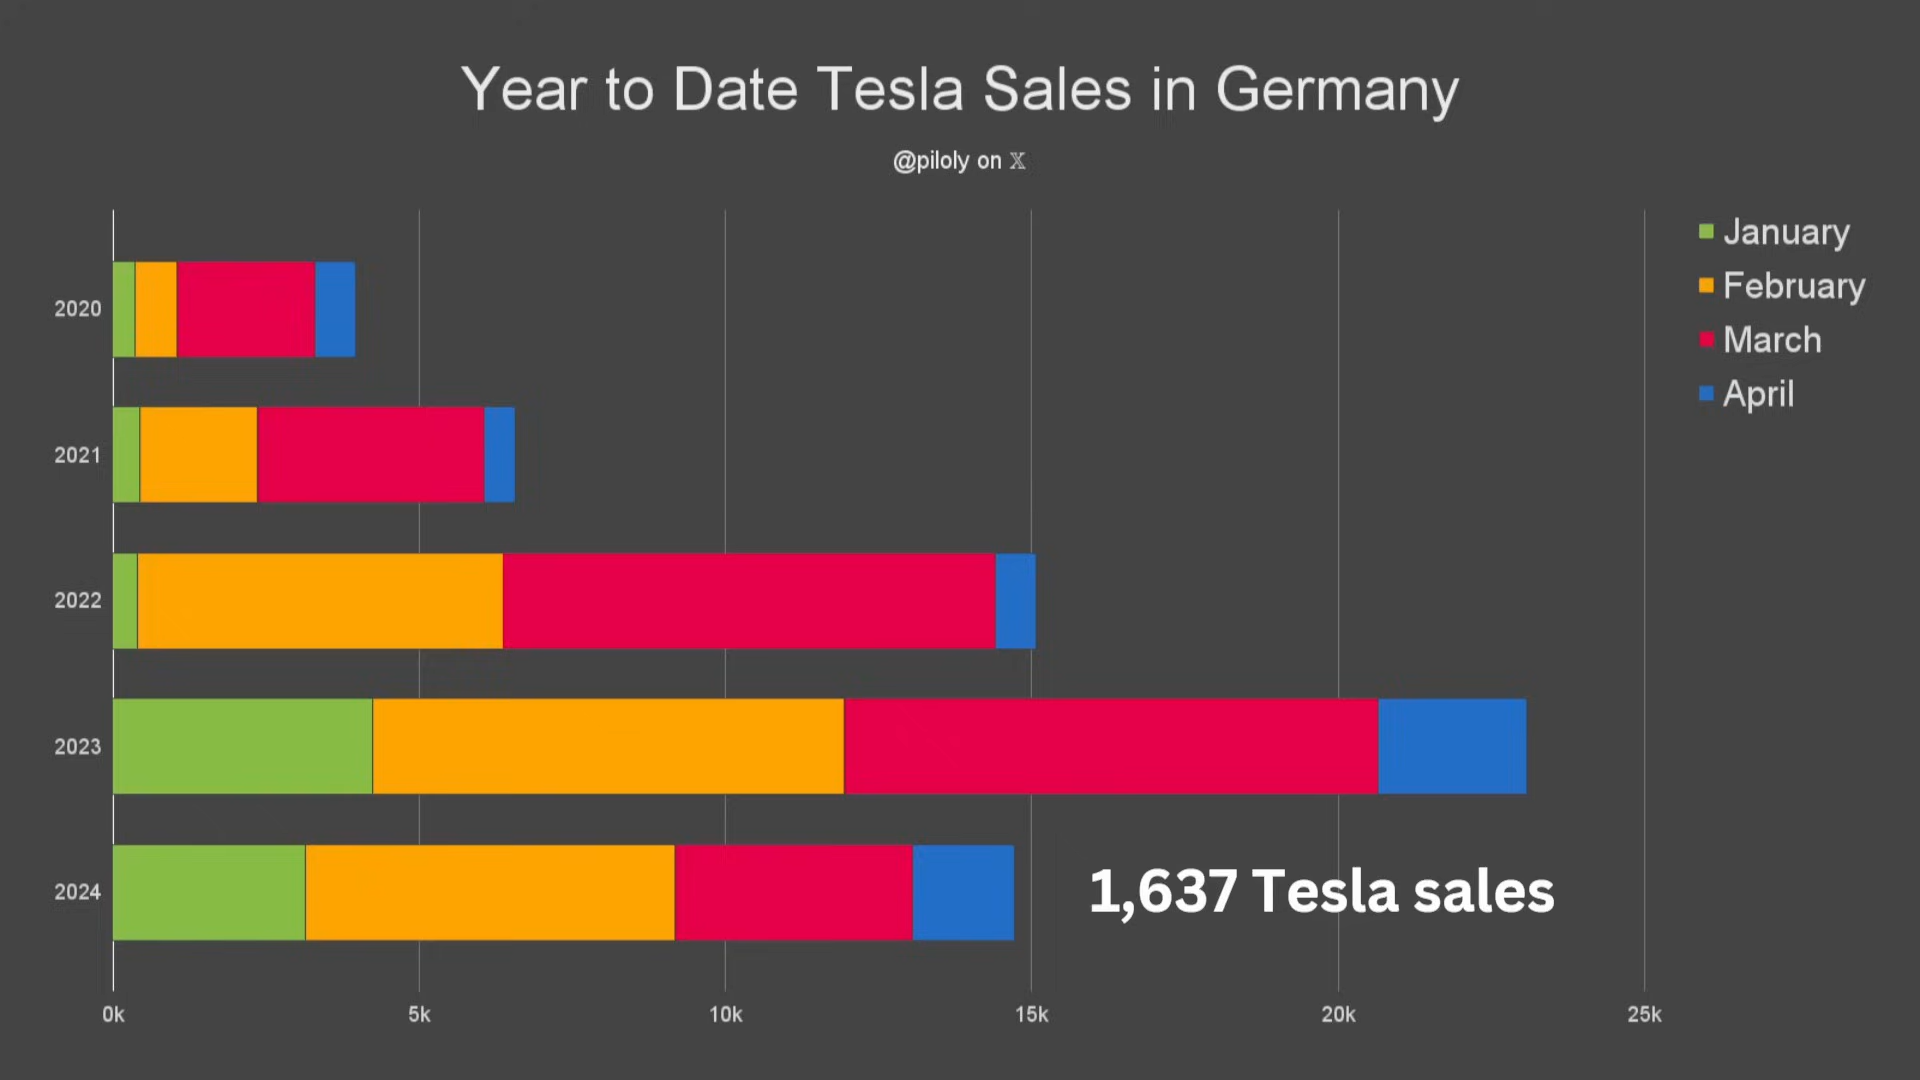 Year to Date Tesla Sales in Germany
@piloly on 𝕏
January
February
March
April
2020
2021
2022
2023
2024
1,637 Tesla sales
0k 5k 10k 15k 20k 25k